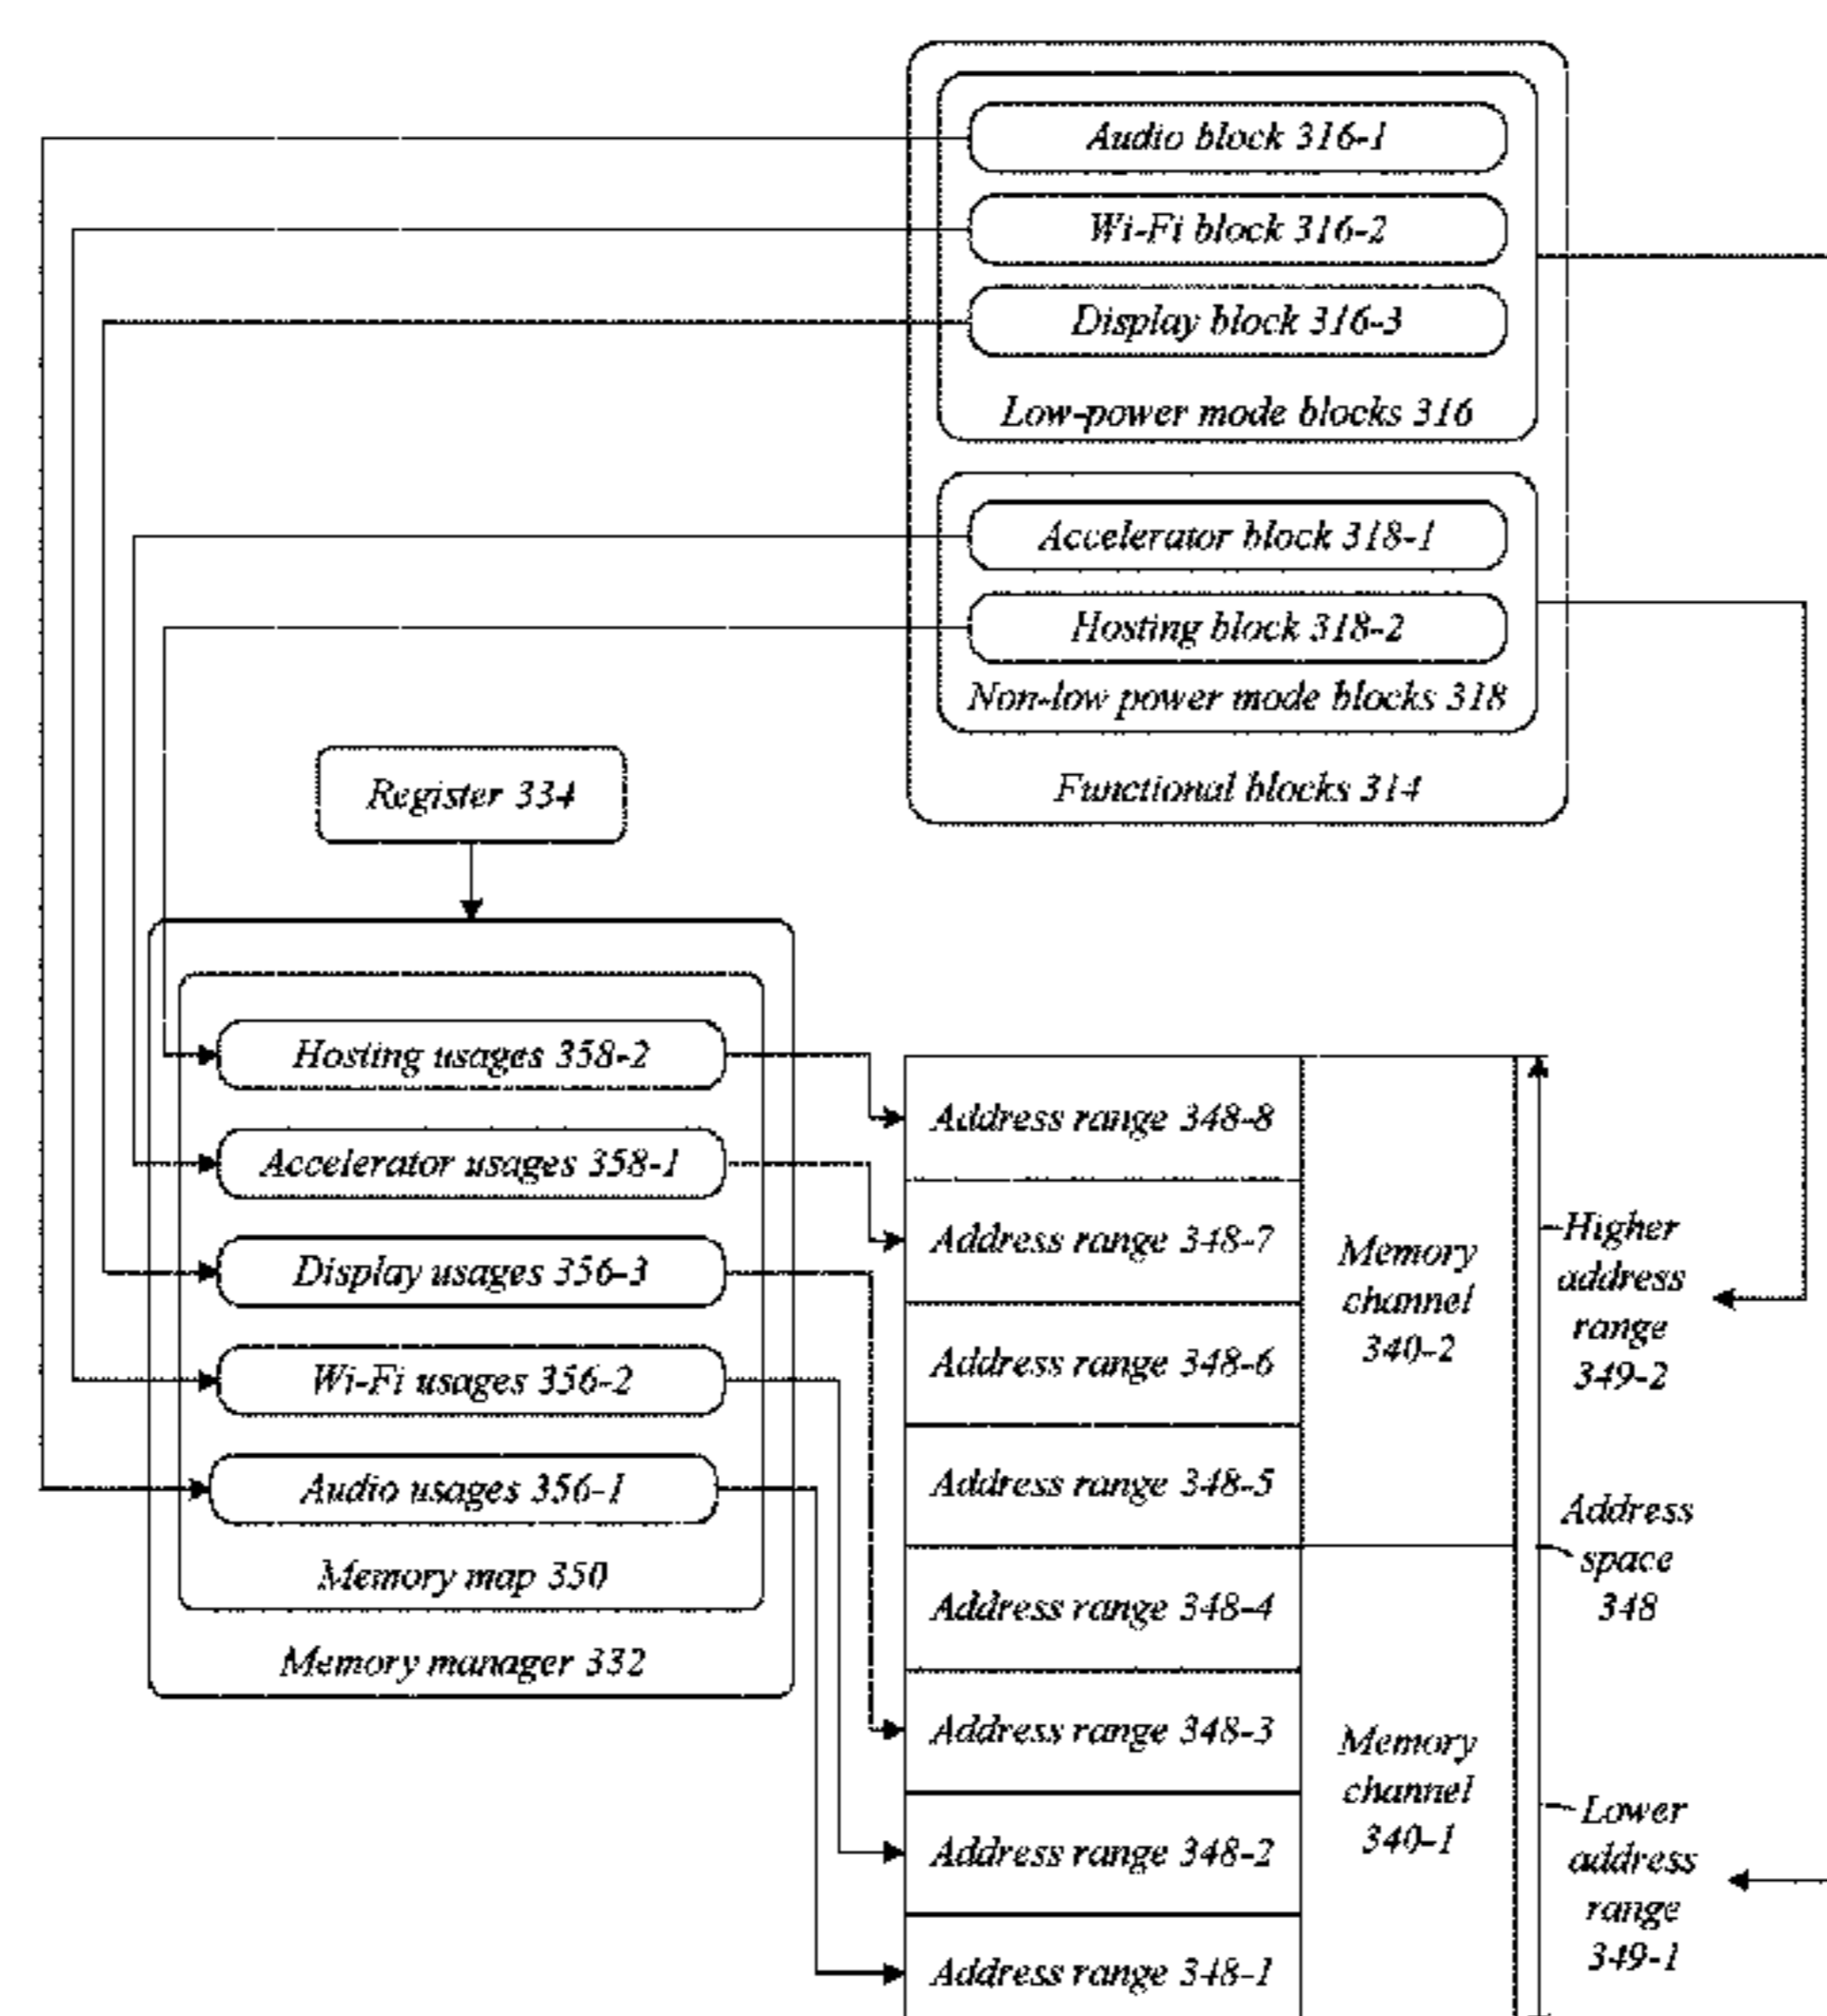 Audio block 316-1
Wi-Fi block 316-2
Display block 316-3
Low-power mode blocks 316
Accelerator block 318-1
Hosting block 318-2
Non-low power mode blocks 318
Functional blocks 314
Register 334
Hosting usages 358-2
Accelerator usages 358-1
Display usages 356-3
Wi-Fi usages 356-2
Audio usages 356-1
Memory map 350
Memory manager 332
Address range 348-8
Address range 348-7
Address range 348-6
Address range 348-5
Address range 348-4
Address range 348-3
Address range 348-2
Address range 348-1
Memory
channel
340-2
Memory
channel
340-1
Higher
address
range
349-2
Address
space
348
Lower
address
range
349-1